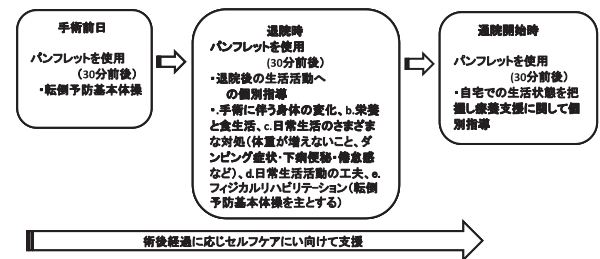 手術前日
パンフレットを使用
(30分前後)
・転倒予防基本体操
退院時
パンフレットを使用
(30分前後)
・退院後の生活活動へ
の個別指導
・.手術に伴う身体の変化、b.栄養
と食生活、c.日常生活のさまざま
な対処(体重が増えないこと、ダ
ンピング症状・下痢便秘・倦怠感
など)、d.日常生活活動の工夫、e.
フィジカルリハビリテーション(転倒
予防基本体操を主とする)
通院開始時
パンフレットを使用
(30分前後)
・自宅での生活状態を把
握し療養支援に関して個
別指導
術後経過に応じセルフケアにい向けて支援